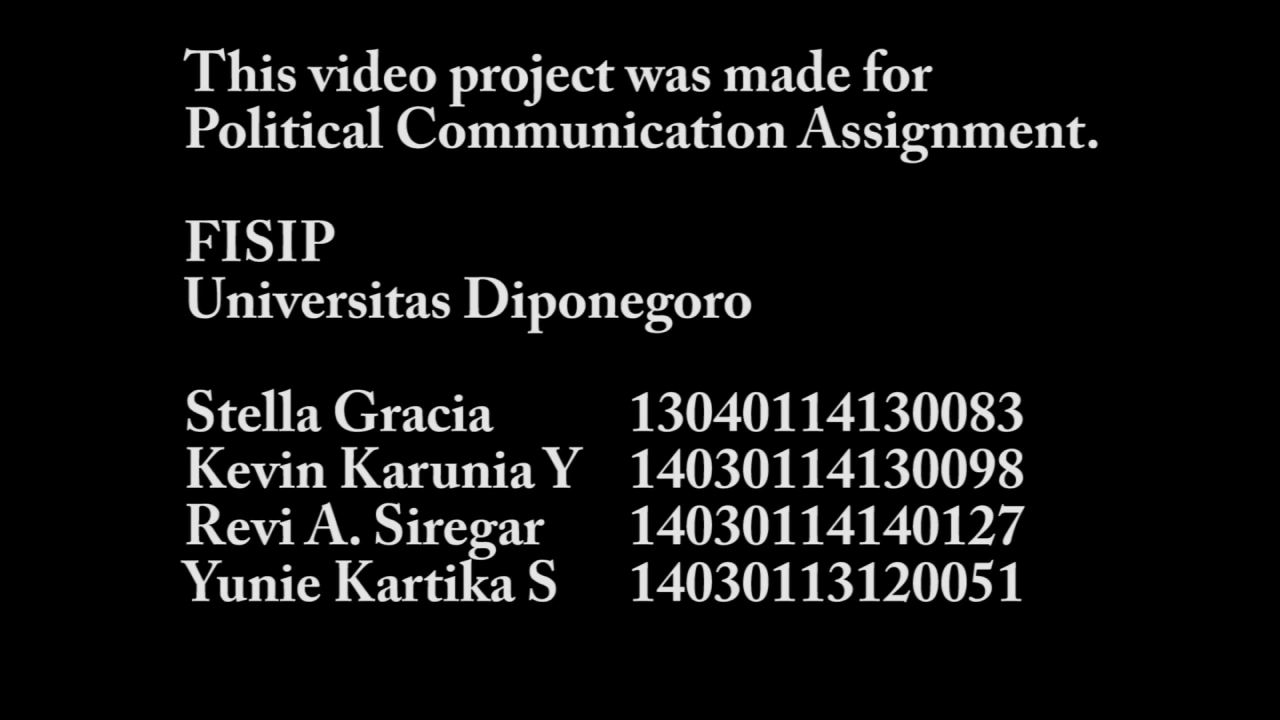 This video project was made for
Political Communication Assignment.
FISIP
Universitas Diponegoro
Stella Gracia 13040114130083
Kevin Karunia Y 14030114130098
Revi A. Siregar 14030114140127
Yunie Kartika S 14030113120051